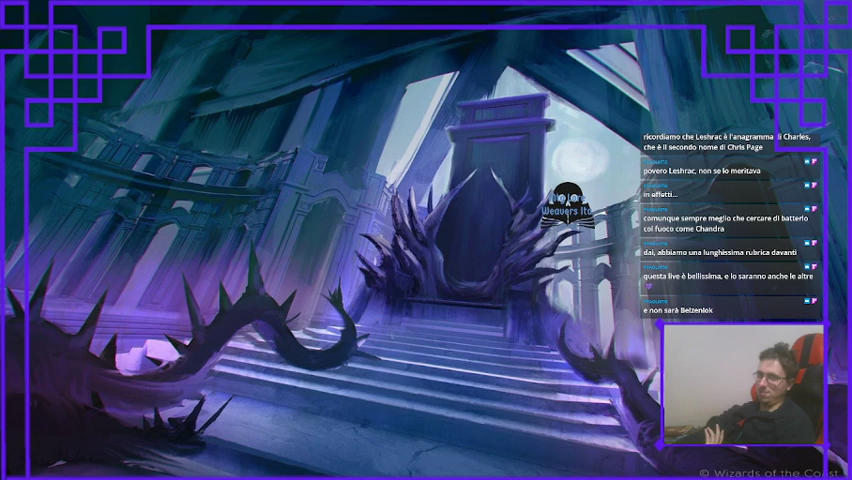 ricordiamo che Leshrac è l'anagramma di Charles,
che è il secondo nome di Chris Page
povero Leshrac, non se lo meritava
in effetti...
comunque sempre meglio che cercare di batterlo
col fuoco come Chandra
dai, abbiamo una lunghissima rubrica davanti
questa live è bellissima, e lo saranno anche le altre
e non sarà Belzenlok
Weavers Ita
© Wizards of the Coast